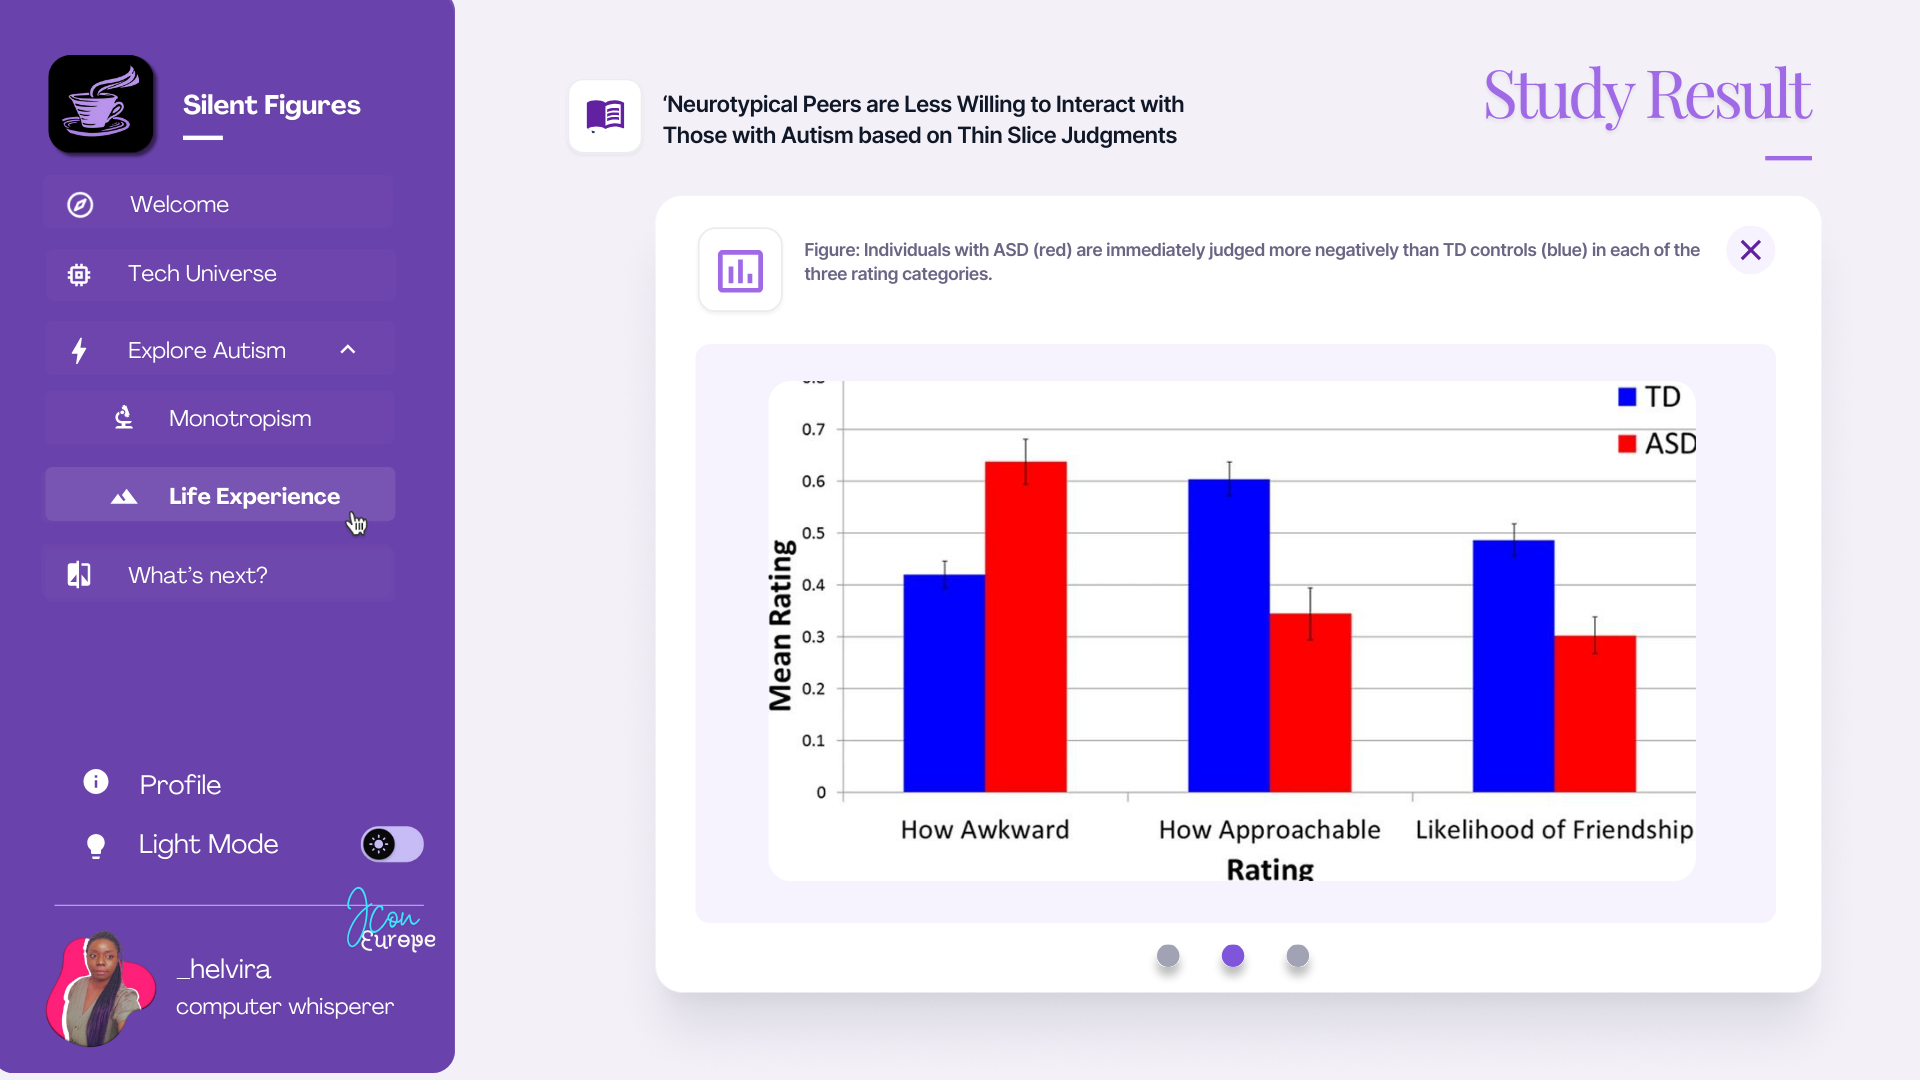 Silent Figures
Welcome
Tech Universe
Explore Autism
Monotropism
Life Experience
What's next?
Profile
Light Mode
JCon
Europe
_helvira
computer whisperer
‘Neurotypical Peers are Less Willing to Interact with
Those with Autism based on Thin Slice Judgments
Study Result
Figure: Individuals with ASD (red) are immediately judged more negatively than TD controls (blue) in each of the
three rating categories.
TD
ASD
0.7
0.6
0.5
0.4
0.3
0.2
0.1
0
Mean Rating
How Awkward
How Approachable
Likelihood of Friendship
Rating